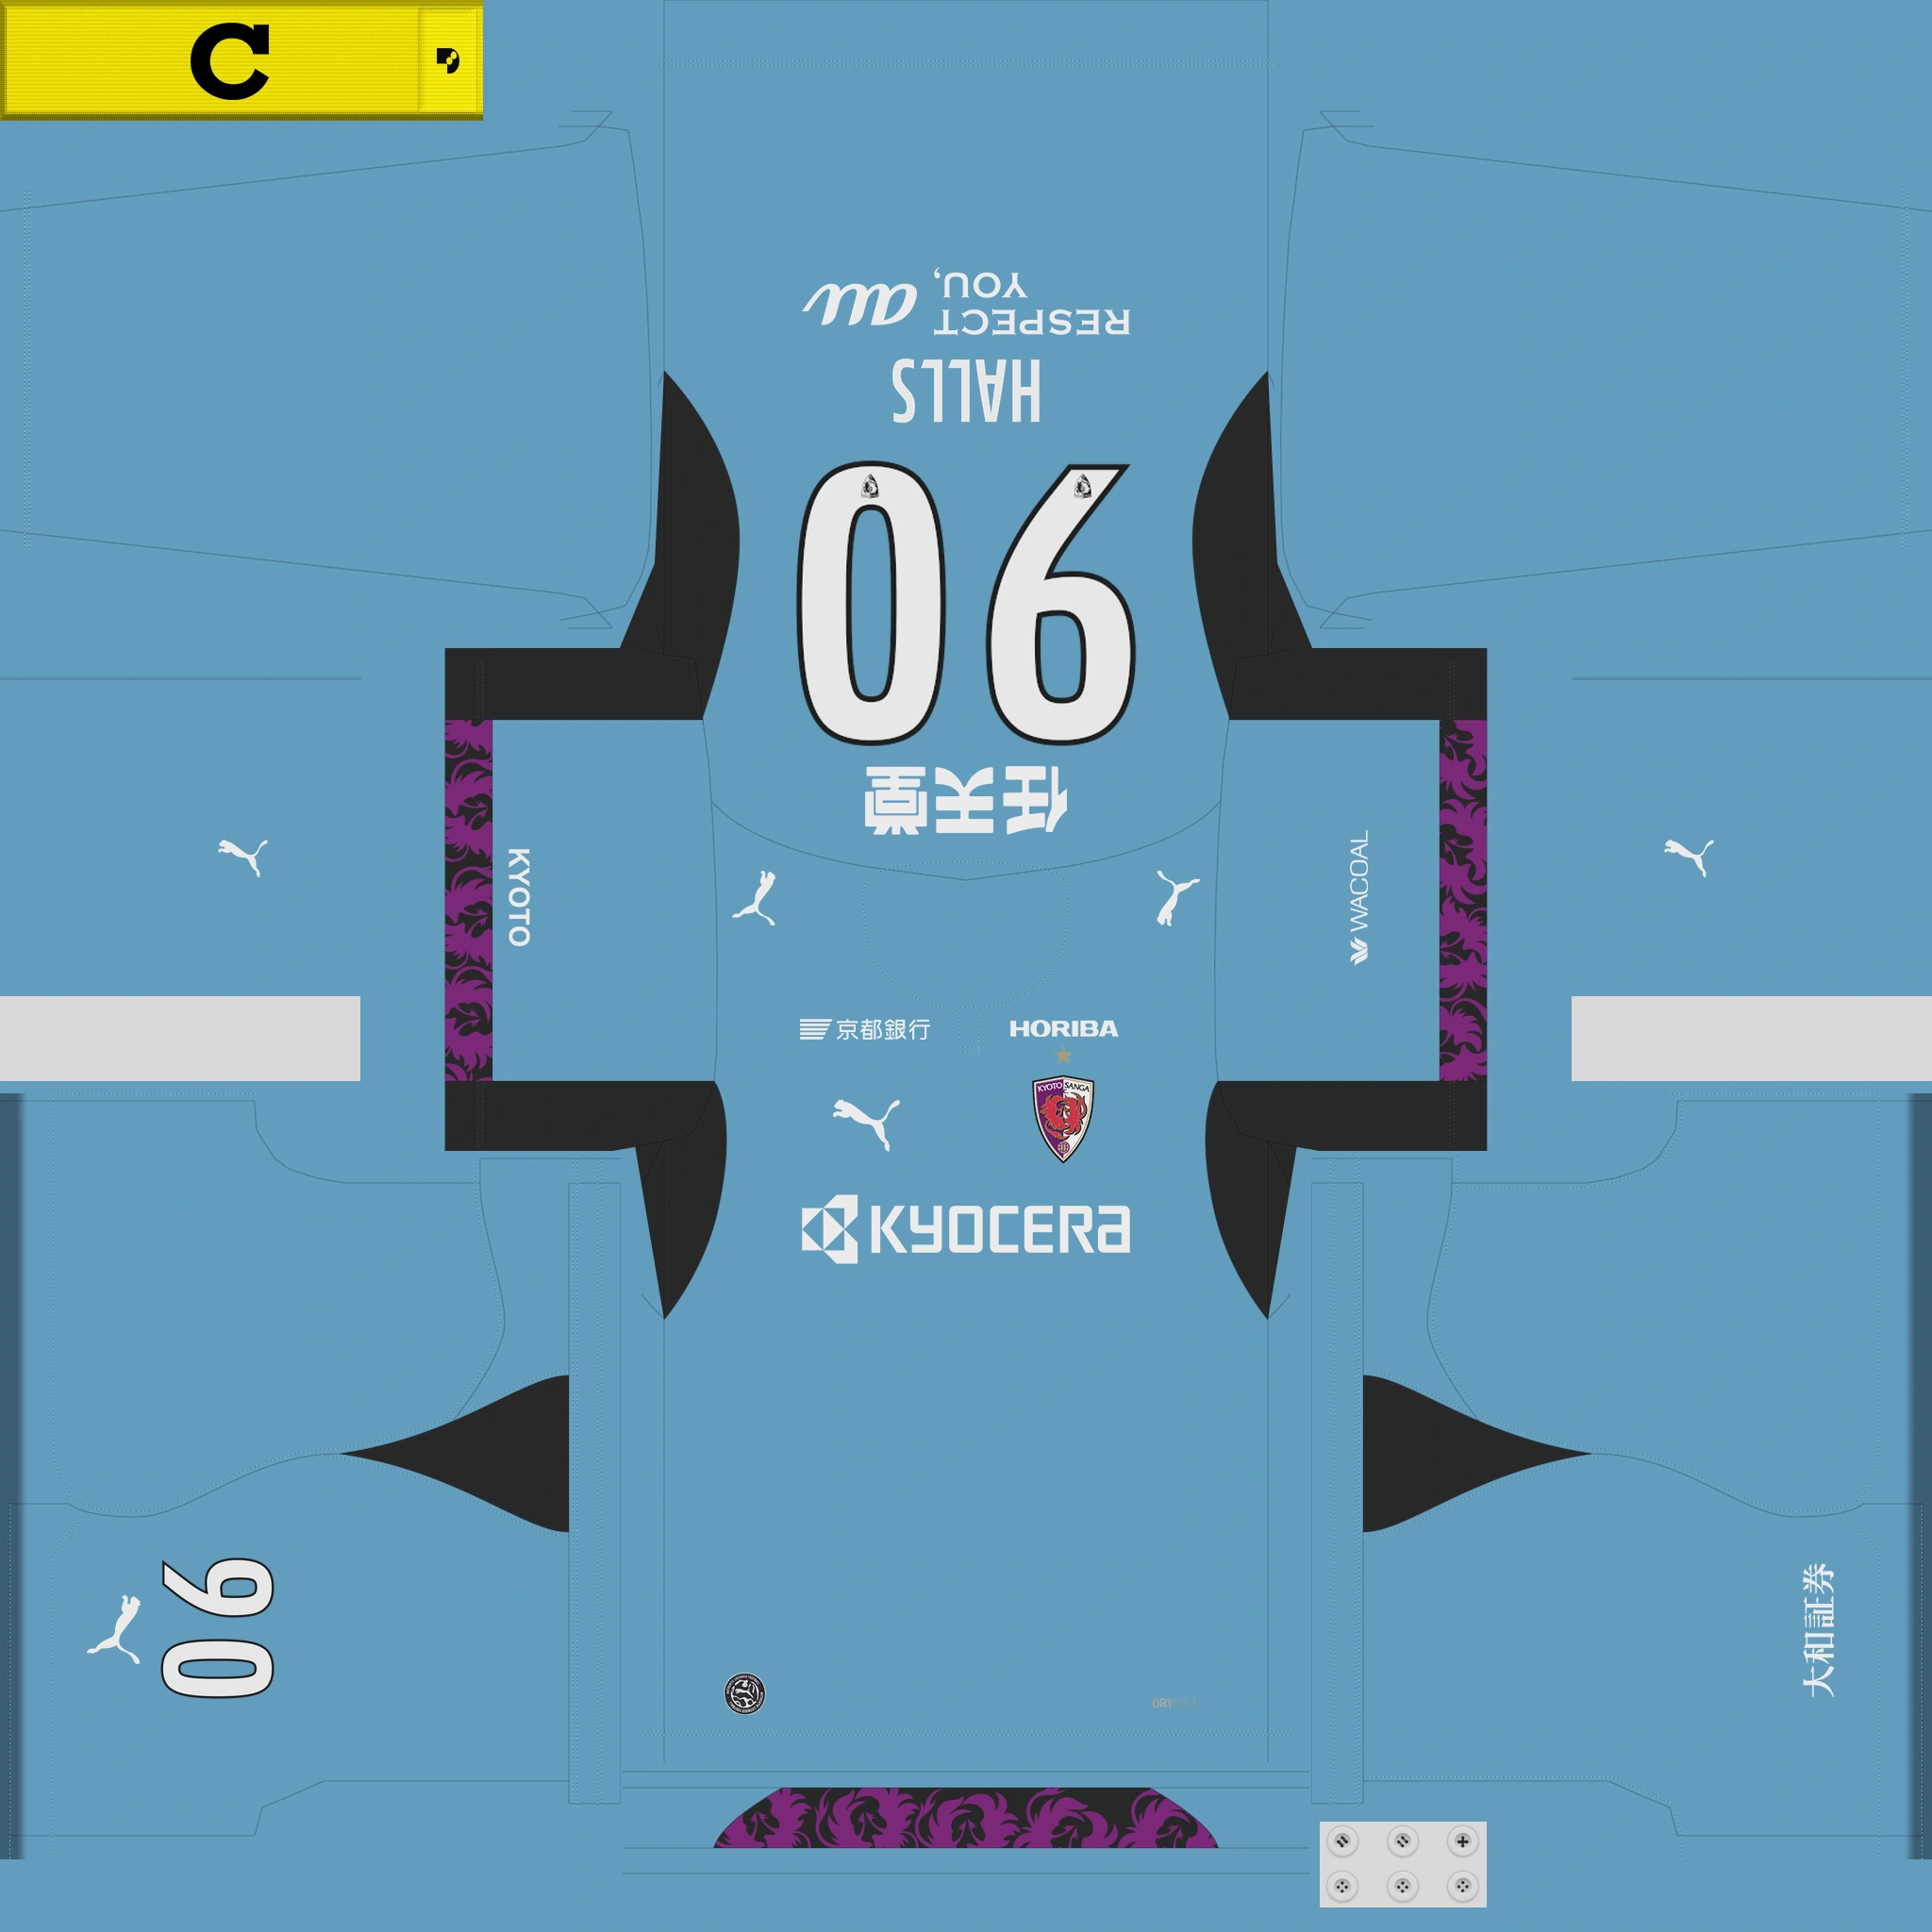 C
RESPECT
YOU,
au
HALLS
90
任天堂
KYOTO
WACOAL
京都銀行
HORIBA
KYOTO SANGA
KYOCERA
90
大和証券
DRYCELL